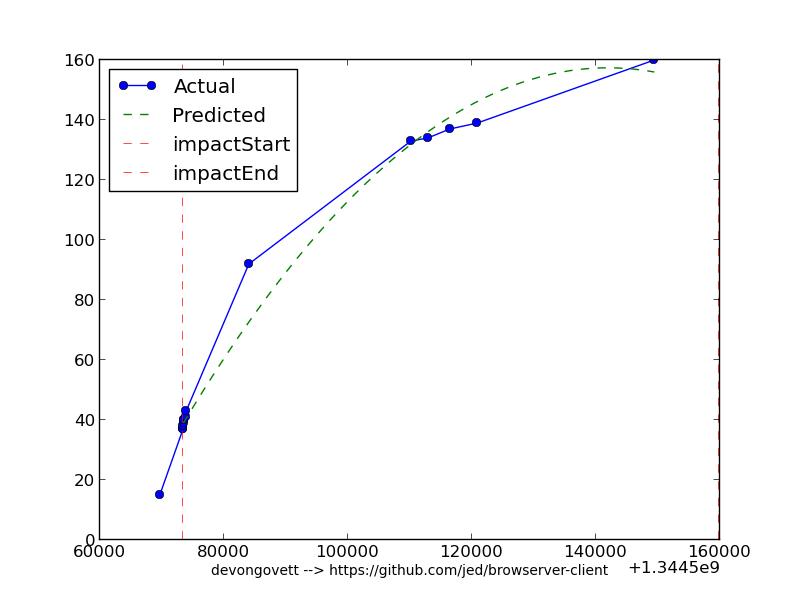 160
140
120
100
80
60
40
20
0
Actual
Predicted
impactStart
impactEnd
60000 80000 100000 120000 140000 160000
devongovett --> https://github.com/jed/browserver-client +1.3445e9